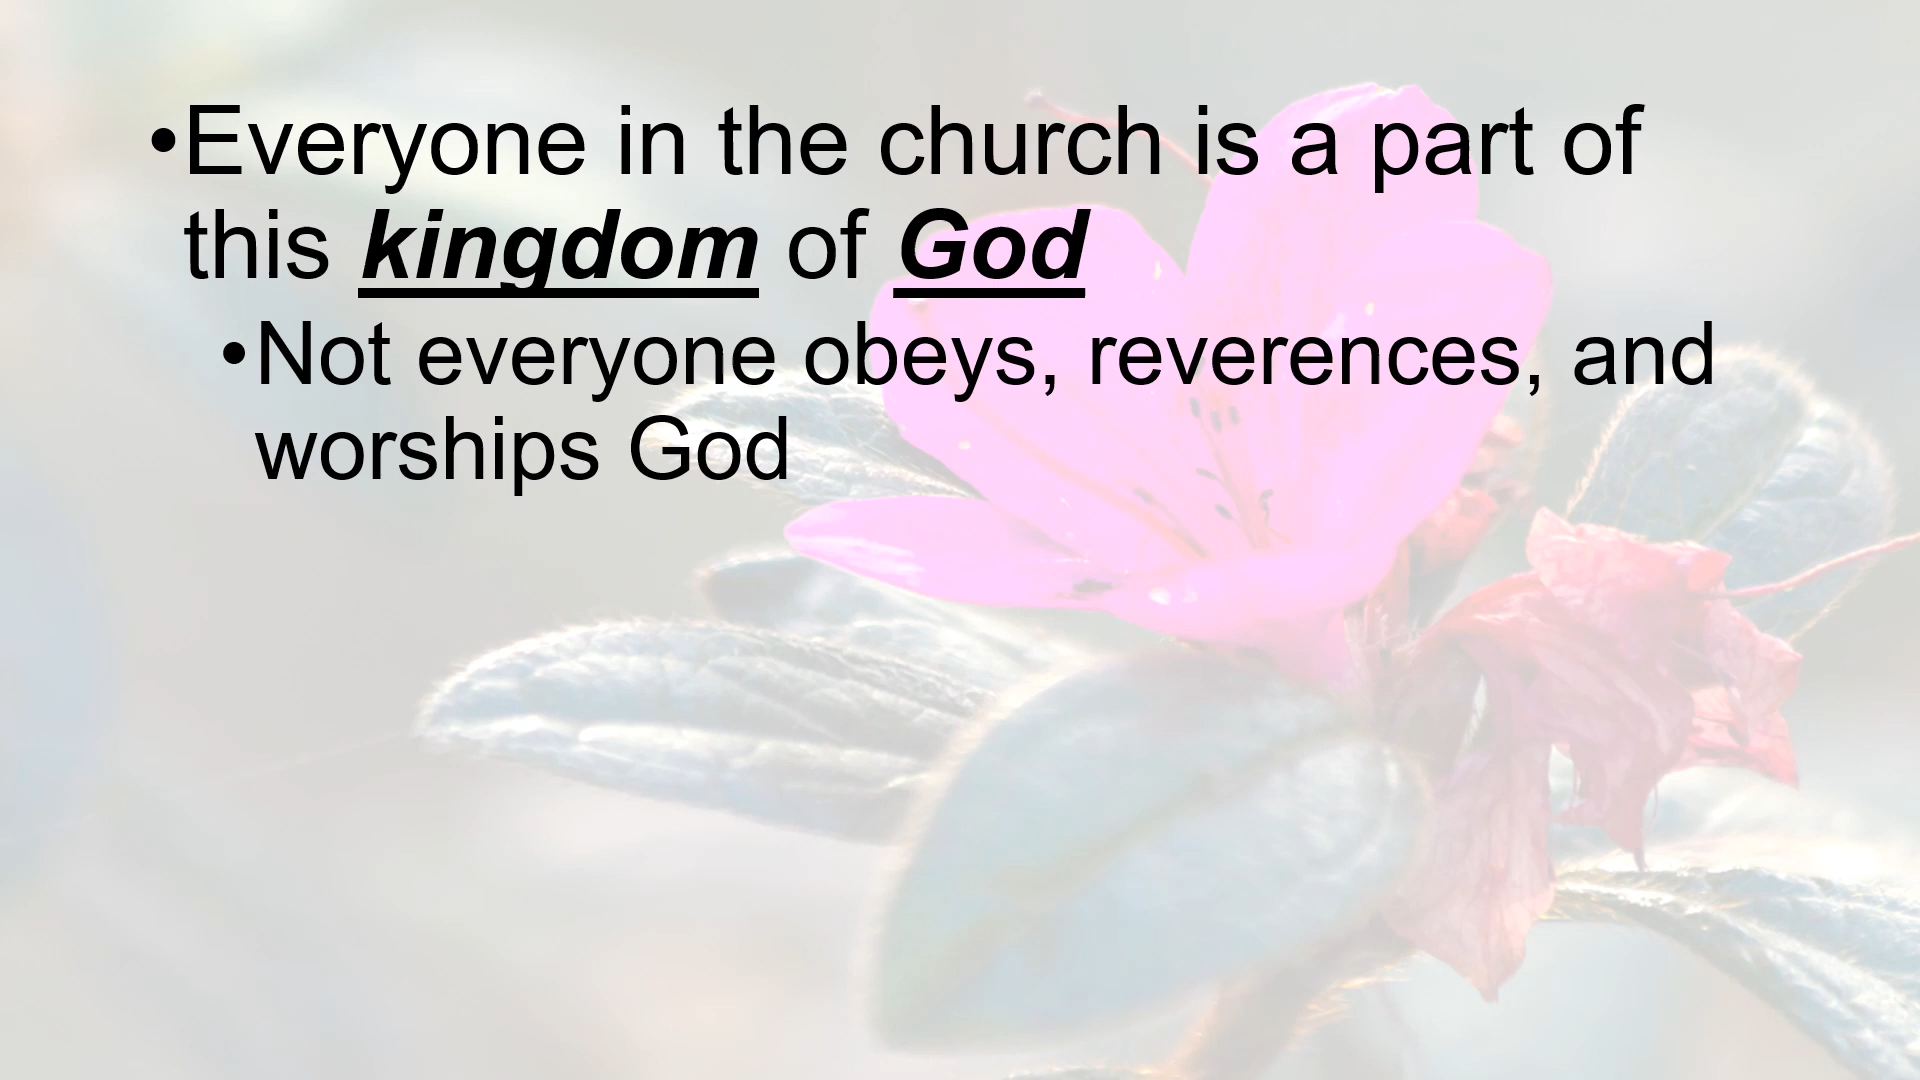 •Everyone in the church is a part of
this kingdom of God
•Not everyone obeys, reverences, and
worships God